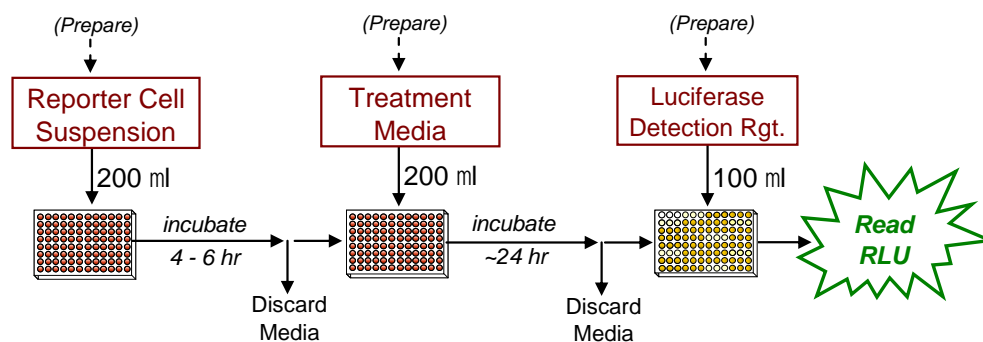 (Prepare)
Reporter Cell
Suspension
200 ㎖
incubate
4 - 6 hr
Discard
Media
(Prepare)
Treatment
Media
200 ㎖
incubate
~24 hr
Discard
Media
(Prepare)
Luciferase
Detection Rgt.
100 ㎖
Read
RLU